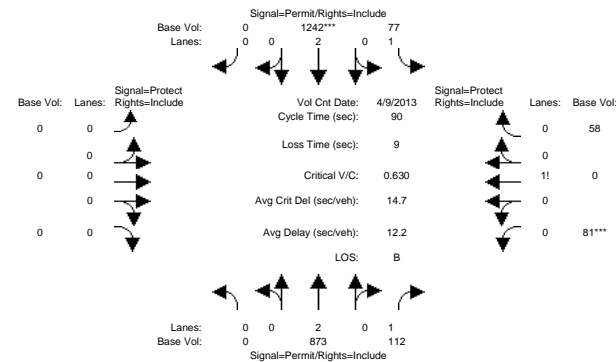 Signal=Permit/Rights=Include
Base Vol: 0 1242*** 77
Lanes: 0 0 2 0 1
Signal=Protect
Base Vol: Lanes: Rights=Include
Vol Cnt Date: 4/9/2013
Signal=Protect
Rights=Include Lanes: Base Vol:
Cycle Time (sec): 90
0 0
0 58
Loss Time (sec): 9
0
0
0 0
Critical V/C: 0.630
1! 0
0
Avg Crit Del (sec/veh): 14.7
0
0 0
Avg Delay (sec/veh): 12.2
0 81***
LOS: B
Lanes: 0 0 2 0 1
Base Vol: 0 873 112
Signal=Permit/Rights=Include